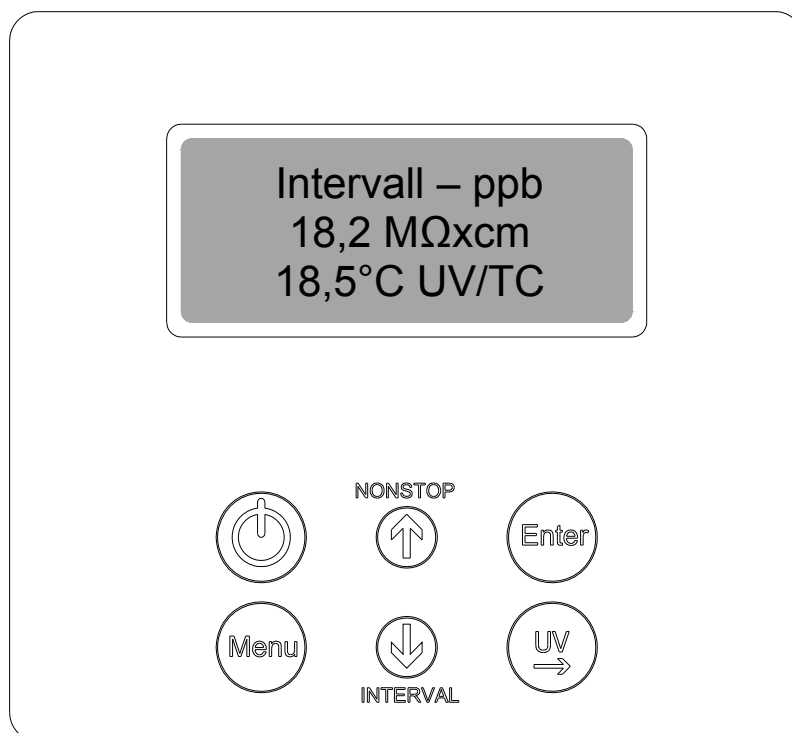 Intervall – ppb
18,2 MΩxcm
18,5°C UV/TC
NONSTOP
Enter
Menu
UV
INTERVAL